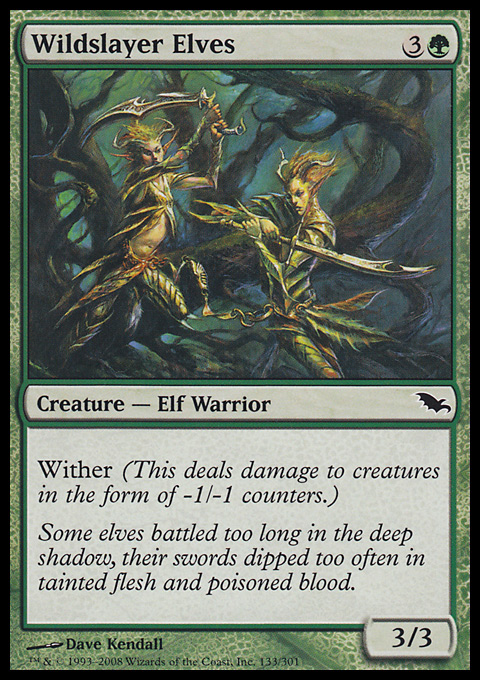 Wildslayer Elves 3
Creature — Elf Warrior
Wither (This deals damage to creatures
in the form of -1/-1 counters.)
Some elves battled too long in the deep
shadow, their swords dipped too often in
tainted flesh and poisoned blood.
Dave Kendall
3/3
™ & © 1993–2008 Wizards of the Coast, Inc. 133/301